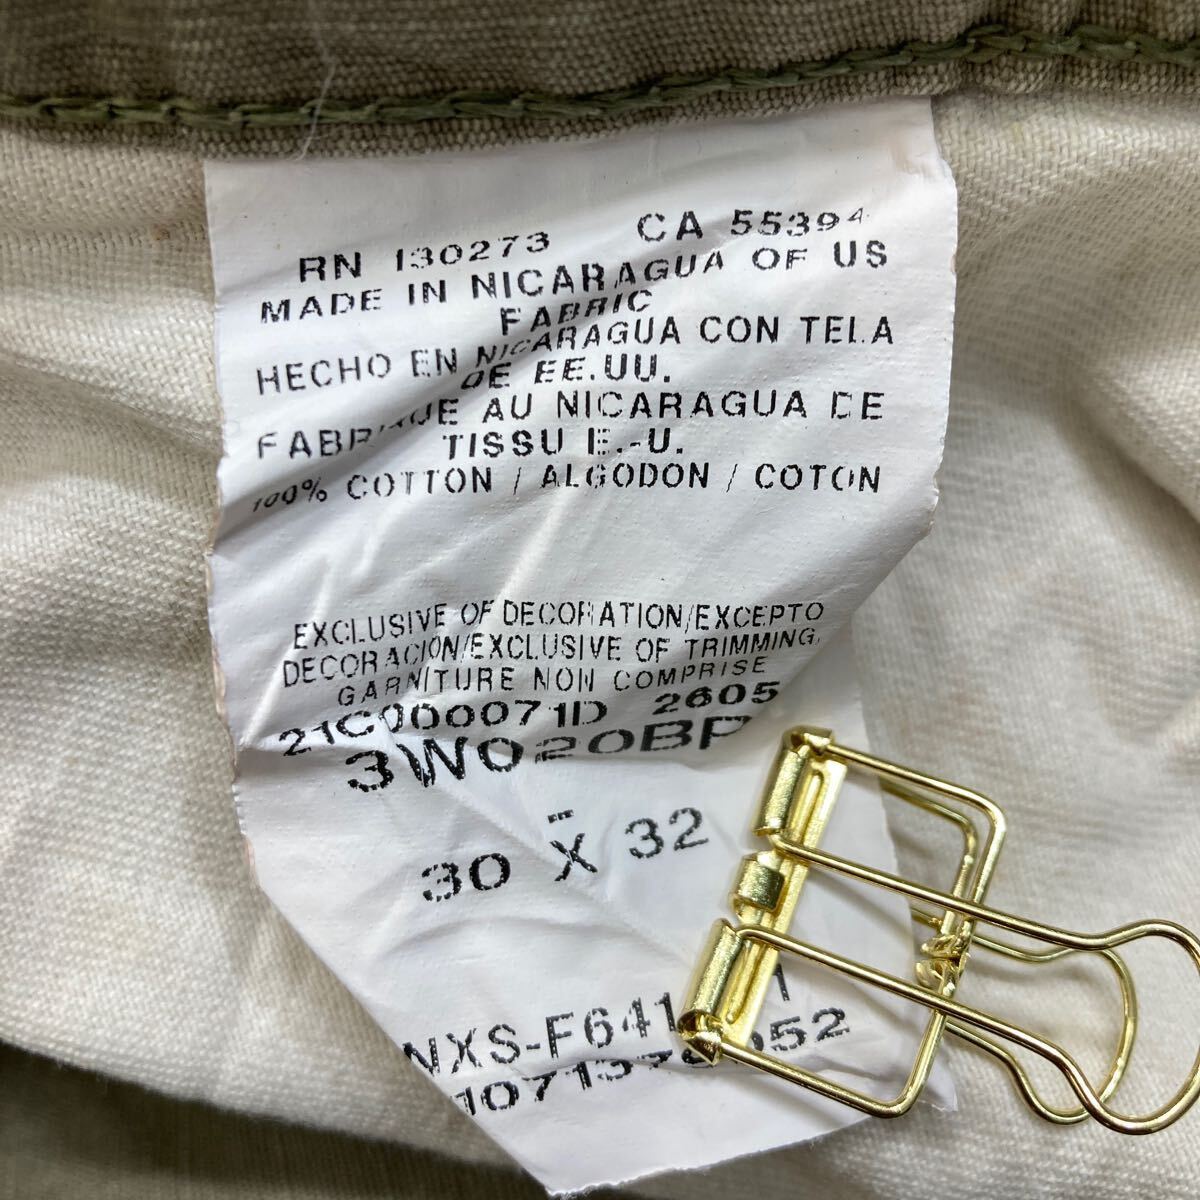 RN 130273 CA 55394
MADE IN NICARAGUA OF US
FABRIC
HECHO EN NICARAGUA CON TELA
DE EE.UU.
FABRIQUE AU NICARAGUA DE
TISSU E.-U.
100% COTTON / ALGODON / COTON
EXCLUSIVE OF DECORATION/EXCEPTO
DECORACION/EXCLUSIVE OF TRIMMING,
GARNITURE NON COMPRISE
21C000071D 2605
3W020BP
30 X 32